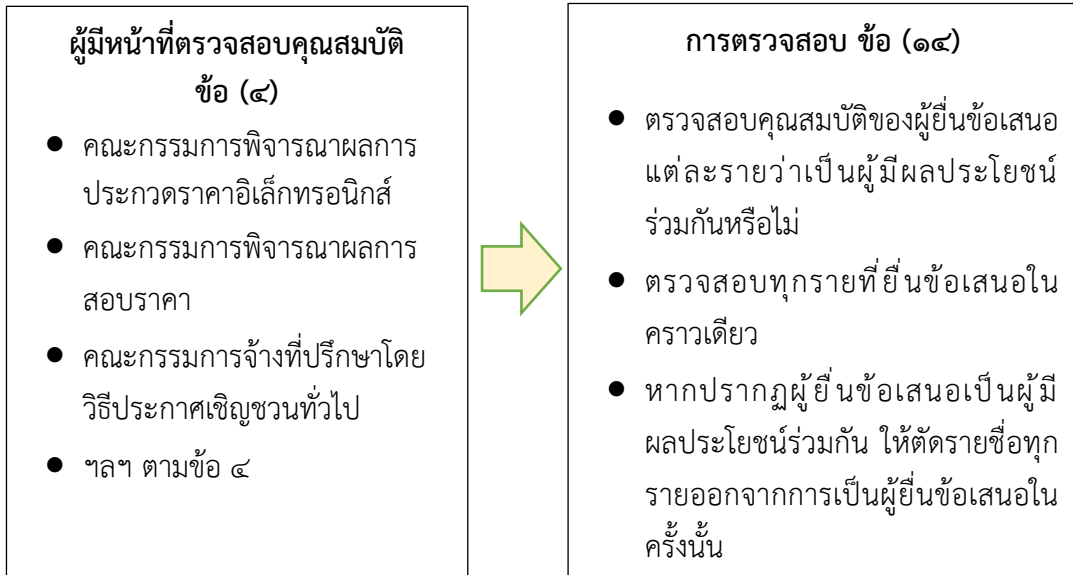 ผู้มีหน้าที่ตรวจสอบคุณสมบัติ
ข้อ (๔)
● คณะกรรมการพิจารณาผลการ
ประกวดราคาอิเล็กทรอนิกส์
● คณะกรรมการพิจารณาผลการ
สอบราคา
● คณะกรรมการจ้างที่ปรึกษาโดย
วิธีประกาศเชิญชวนทั่วไป
● ฯลฯ ตามข้อ ๔
การตรวจสอบ ข้อ (๑๔)
● ตรวจสอบคุณสมบัติของผู้ยื่นข้อเสนอ
แต่ละรายว่าเป็นผู้มีผลประโยชน์
ร่วมกันหรือไม่
● ตรวจสอบทุกรายที่ยื่นข้อเสนอใน
คราวเดียว
● หากปรากฏผู้ยื่นข้อเสนอเป็นผู้มี
ผลประโยชน์ร่วมกัน ให้ตัดรายชื่อทุก
รายออกจากการเป็นผู้ยื่นข้อเสนอใน
ครั้งนั้น